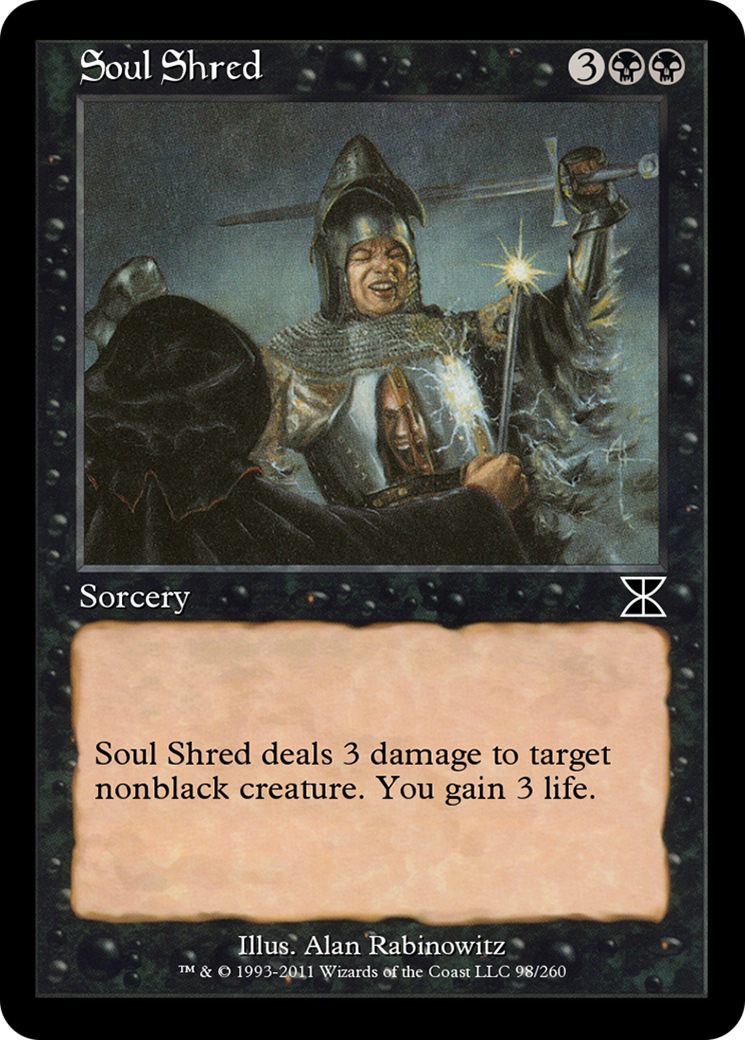 Soul Shred 3
Sorcery
Soul Shred deals 3 damage to target
nonblack creature. You gain 3 life.
Illus. Alan Rabinowitz
™ & © 1993-2011 Wizards of the Coast LLC 98/260